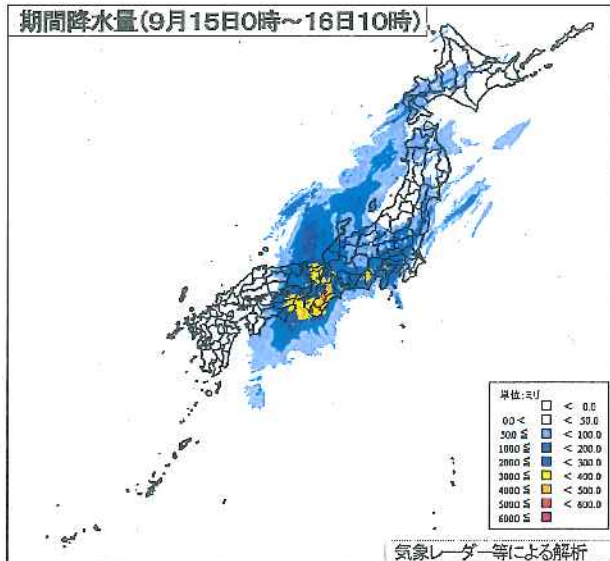 期間降水量(9月15日0時～16日10時)
単位:ミリ
< 0.0
0.0 < < 50.0
50.0 ≦ < 100.0
100.0 ≦ < 200.0
200.0 ≦ < 300.0
300.0 ≦ < 400.0
400.0 ≦ < 500.0
500.0 ≦ < 600.0
600.0 ≦
気象レーダー等による解析